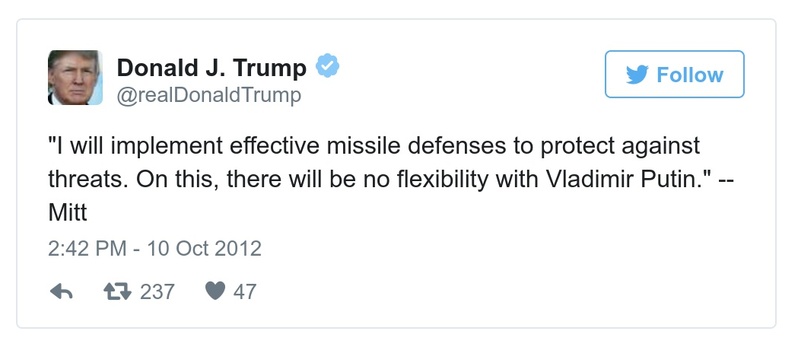 Donald J. Trump
@realDonaldTrump
Follow
"I will implement effective missile defenses to protect against
threats. On this, there will be no flexibility with Vladimir Putin." --
Mitt
2:42 PM - 10 Oct 2012
237 47